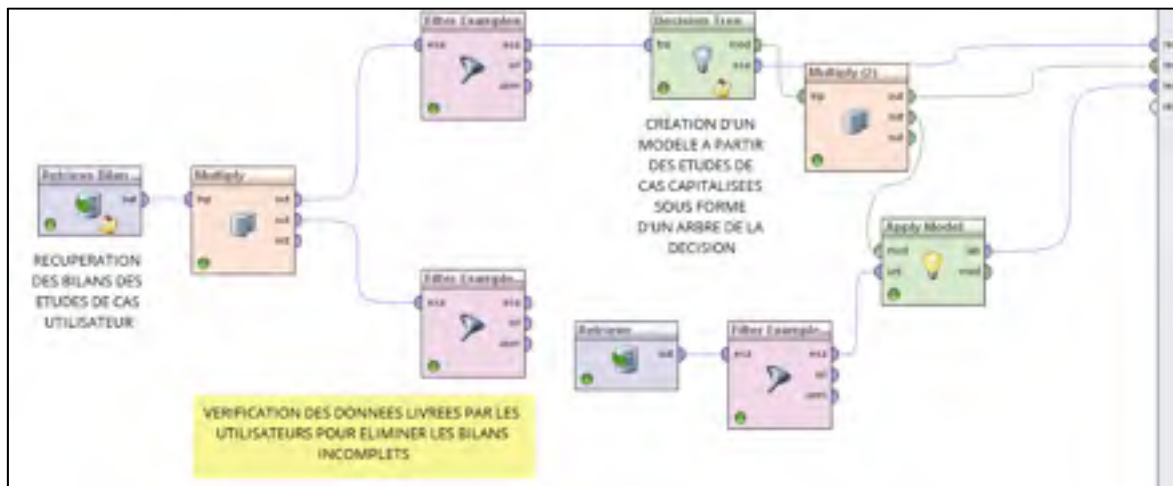 Filter Examples
exa
exa
ori
unm
Decision Tree
tra
mod
exa
Multiply (2)
inp
out
out
out
CREATION D'UN
MODELE A PARTIR
DES ETUDES DE
CAS CAPITALISEES
SOUS FORME
D'UN ARBRE DE LA
DECISION
Retrieve Bilan ...
out
Multiply
inp
out
out
out
RECUPERATION
DES BILANS DES
ETUDES DE CAS
UTILISATEUR
Apply Model
mod
lab
unl
mod
Filter Example...
exa
exa
ori
unm
Retrieve
out
Filter Example...
exa
exa
ori
unm
VERIFICATION DES DONNEES LIVREES PAR LES
UTILISATEURS POUR ELIMINER LES BILANS
INCOMPLETS